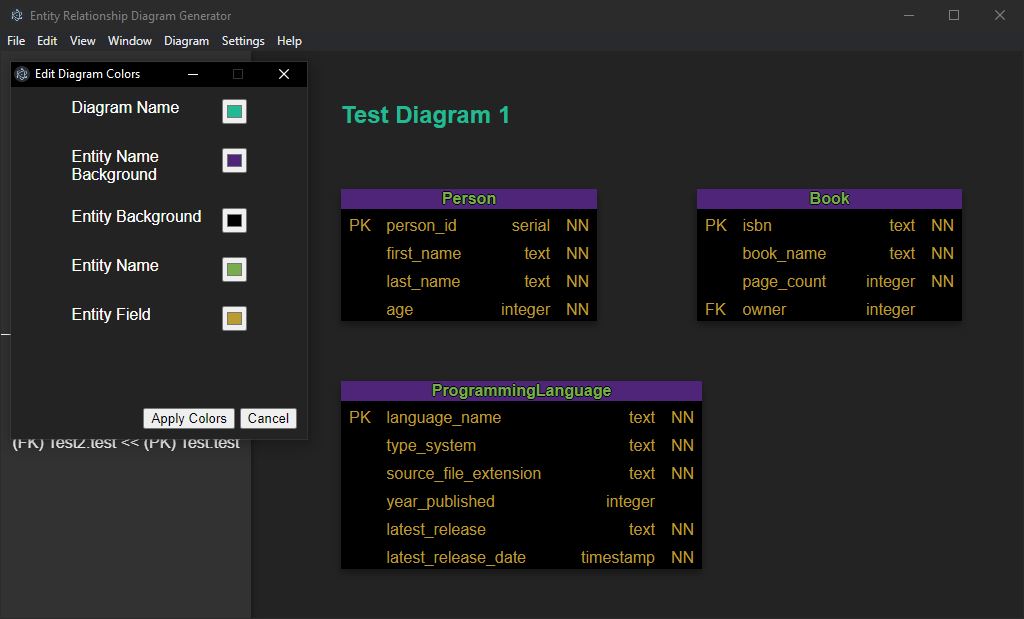 Entity Relationship Diagram Generator
File Edit View Window Diagram Settings Help
Edit Diagram Colors
Diagram Name
Entity Name
Background
Entity Background
Entity Name
Entity Field
Apply Colors Cancel
(FK) Test2.test << (PK) Test.test
Test Diagram 1
Person
PK person_id serial NN
first_name text NN
last_name text NN
age integer NN
Book
PK isbn text NN
book_name text NN
page_count integer NN
FK owner integer
ProgrammingLanguage
PK language_name text NN
type_system text NN
source_file_extension text NN
year_published integer
latest_release text NN
latest_release_date timestamp NN